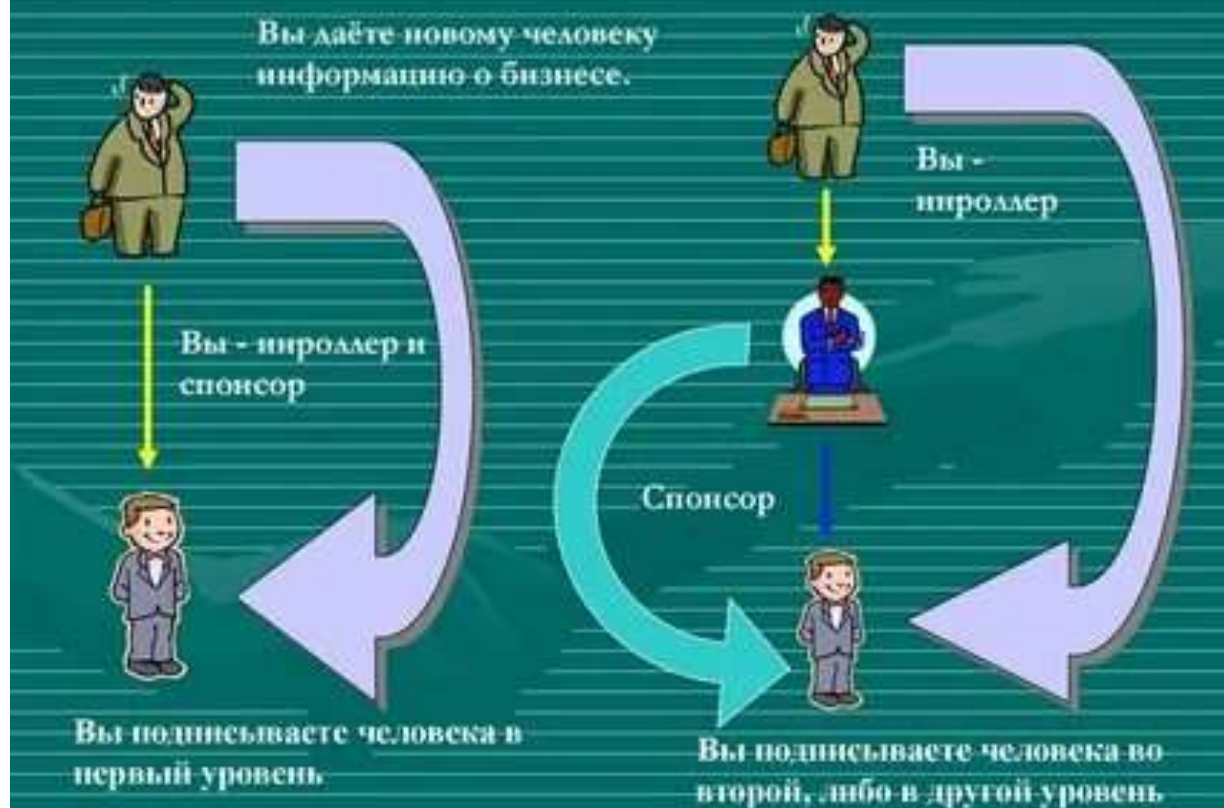 Вы даёте новому человеку
информацию о бизнесе.
Вы - инроллер и
спонсор
Вы подписываете человека в
первый уровень
Вы -
инроллер
Спонсор
Вы подписываете человека во
второй, либо в другой уровень